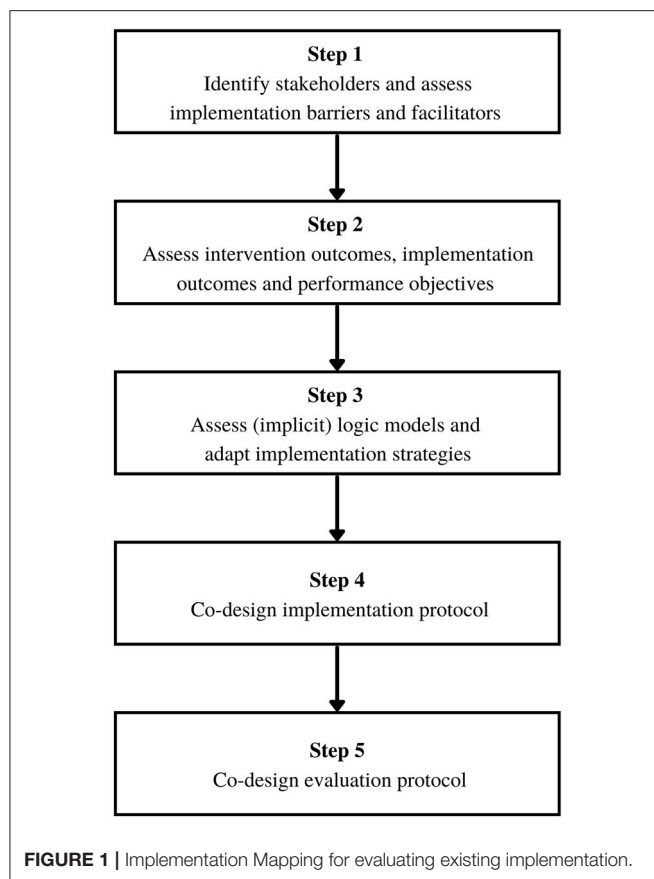 Step 1
Identify stakeholders and assess
implementation barriers and facilitators
Step 2
Assess intervention outcomes, implementation
outcomes and performance objectives
Step 3
Assess (implicit) logic models and
adapt implementation strategies
Step 4
Co-design implementation protocol
Step 5
Co-design evaluation protocol
FIGURE 1 | Implementation Mapping for evaluating existing implementation.